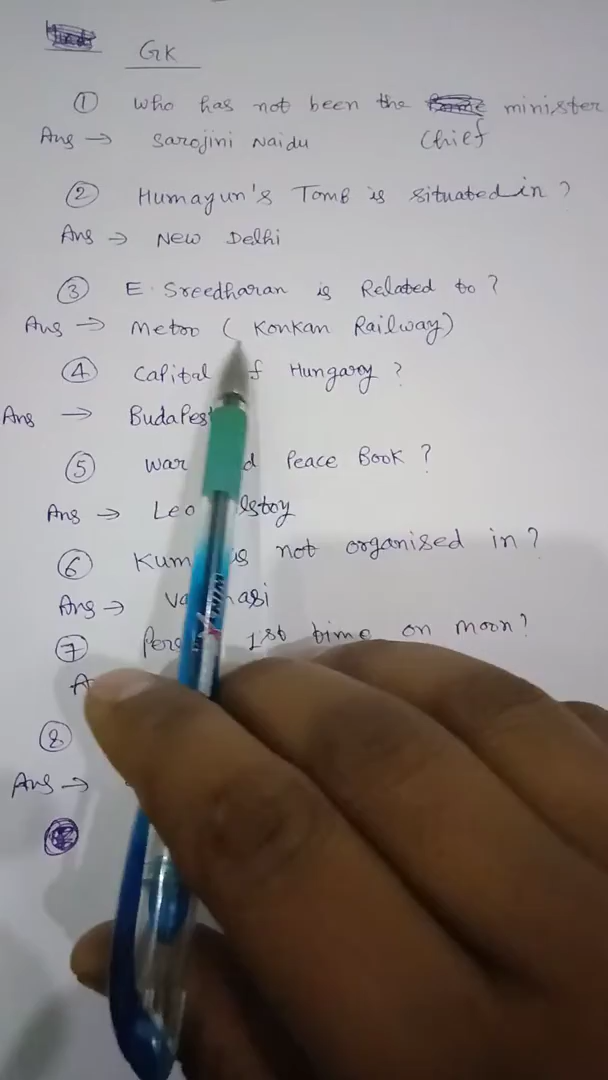 GK
① Who has not been the minister
Chief
Ans → Sarojini Naidu
② Humayun's Tomb is situated in ?
Ans → New Delhi
③ E. Sreedharan is Related to ?
Ans → Metro ( Konkan Railway )
④ Capital Hungary ?
Ans → Budapest
⑤ War Peace Book ?
Ans → Leo
⑥ is not organised in ?
Ans →
⑦ 1st time on moon ?
⑧
Ans →
WIN